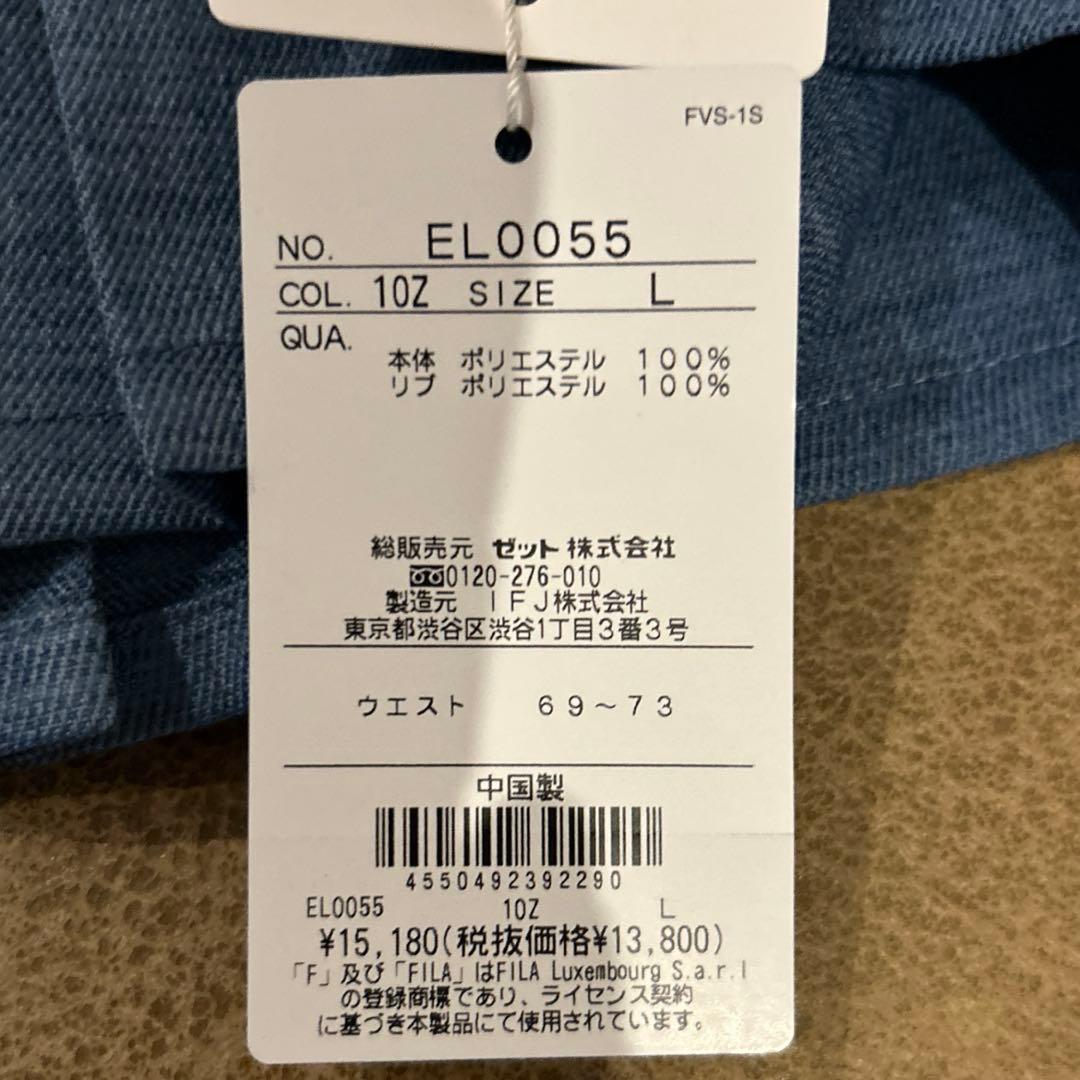 FVS-1S
NO. EL0055
COL. 10Z SIZE L
QUA.
本体 ポリエステル 100%
リブ ポリエステル 100%
総販売元 ゼット株式会社
0120-276-010
製造元 IFJ株式会社
東京都渋谷区渋谷1丁目3番3号
ウエスト 69~73
中国製
4550492392290
EL0055 10Z L
¥15,180(税抜価格¥13,800)
「F」及び「FILA」はFILA Luxembourg S.a.r.l
の登録商標であり、ライセンス契約
に基づき本製品にて使用されています。